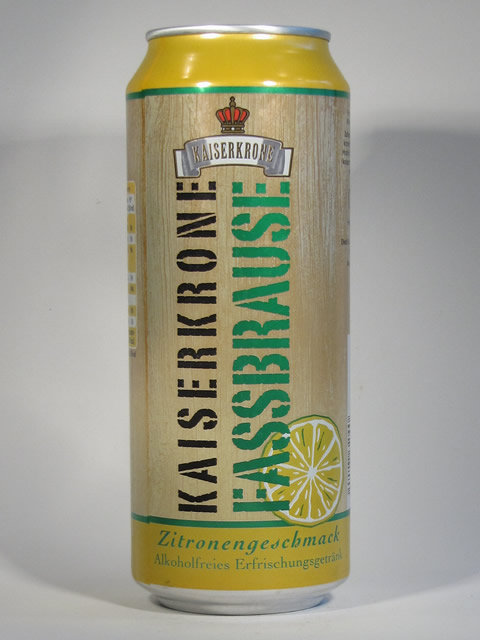 KAISERKRONE
KAISERKRONE
FASSBRAUSE
Zitronengeschmack
Alkoholfreies Erfrischungsgetränk